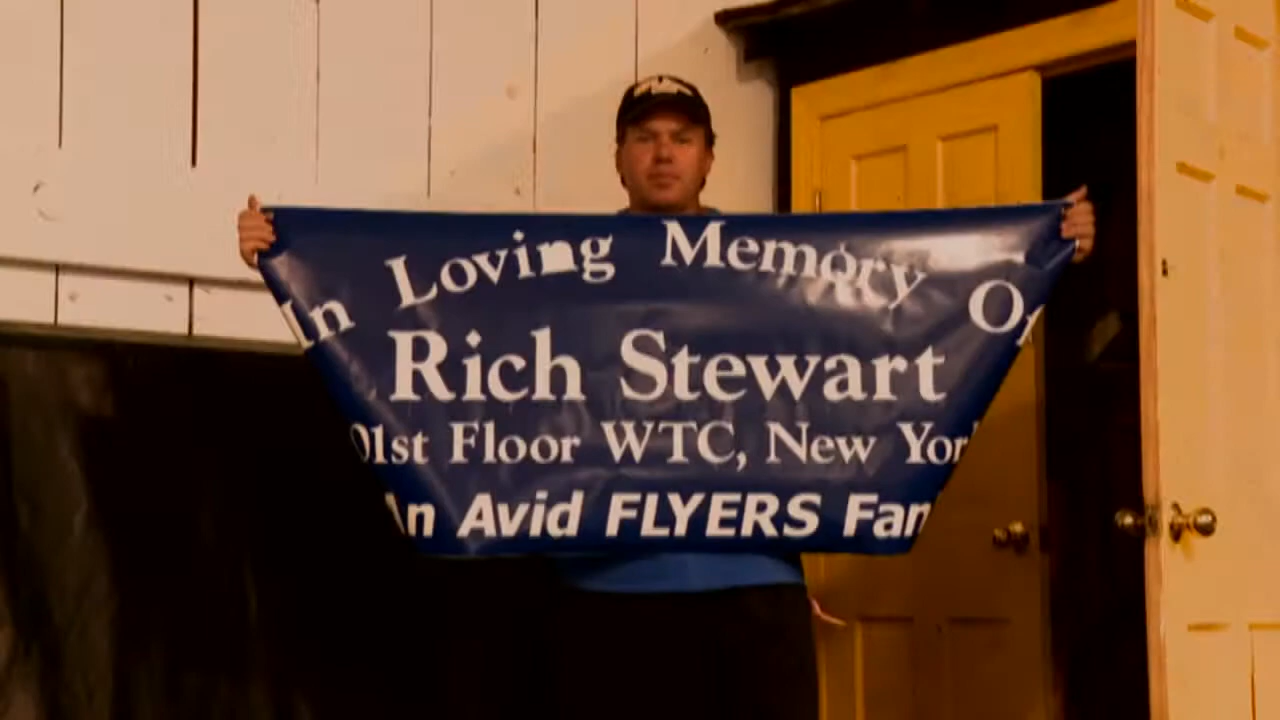 In Loving Memory Of
Rich Stewart
01st Floor WTC, New York
An Avid FLYERS Fan